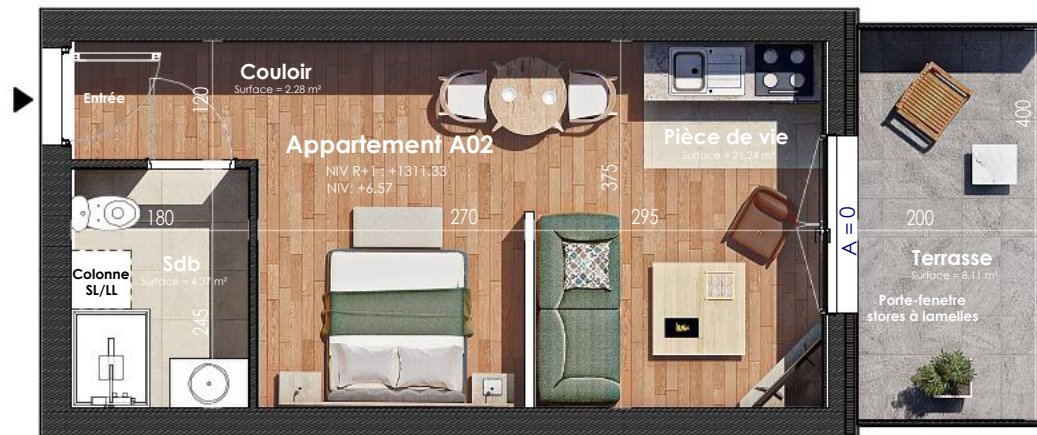 Couloir
Surface = 2.28 m²
Entrée
120
Appartement A02
NIV R+1 : +1311.33
NIV: +6.57
Pièce de vie
Surface = 21.24 m²
375
400
180
270
295
A = 0
200
Colonne
SL/LL
Sdb
Surface = 4.37 m²
245
Terrasse
Surface = 8.11 m²
Porte-fenetre
stores à lamelles